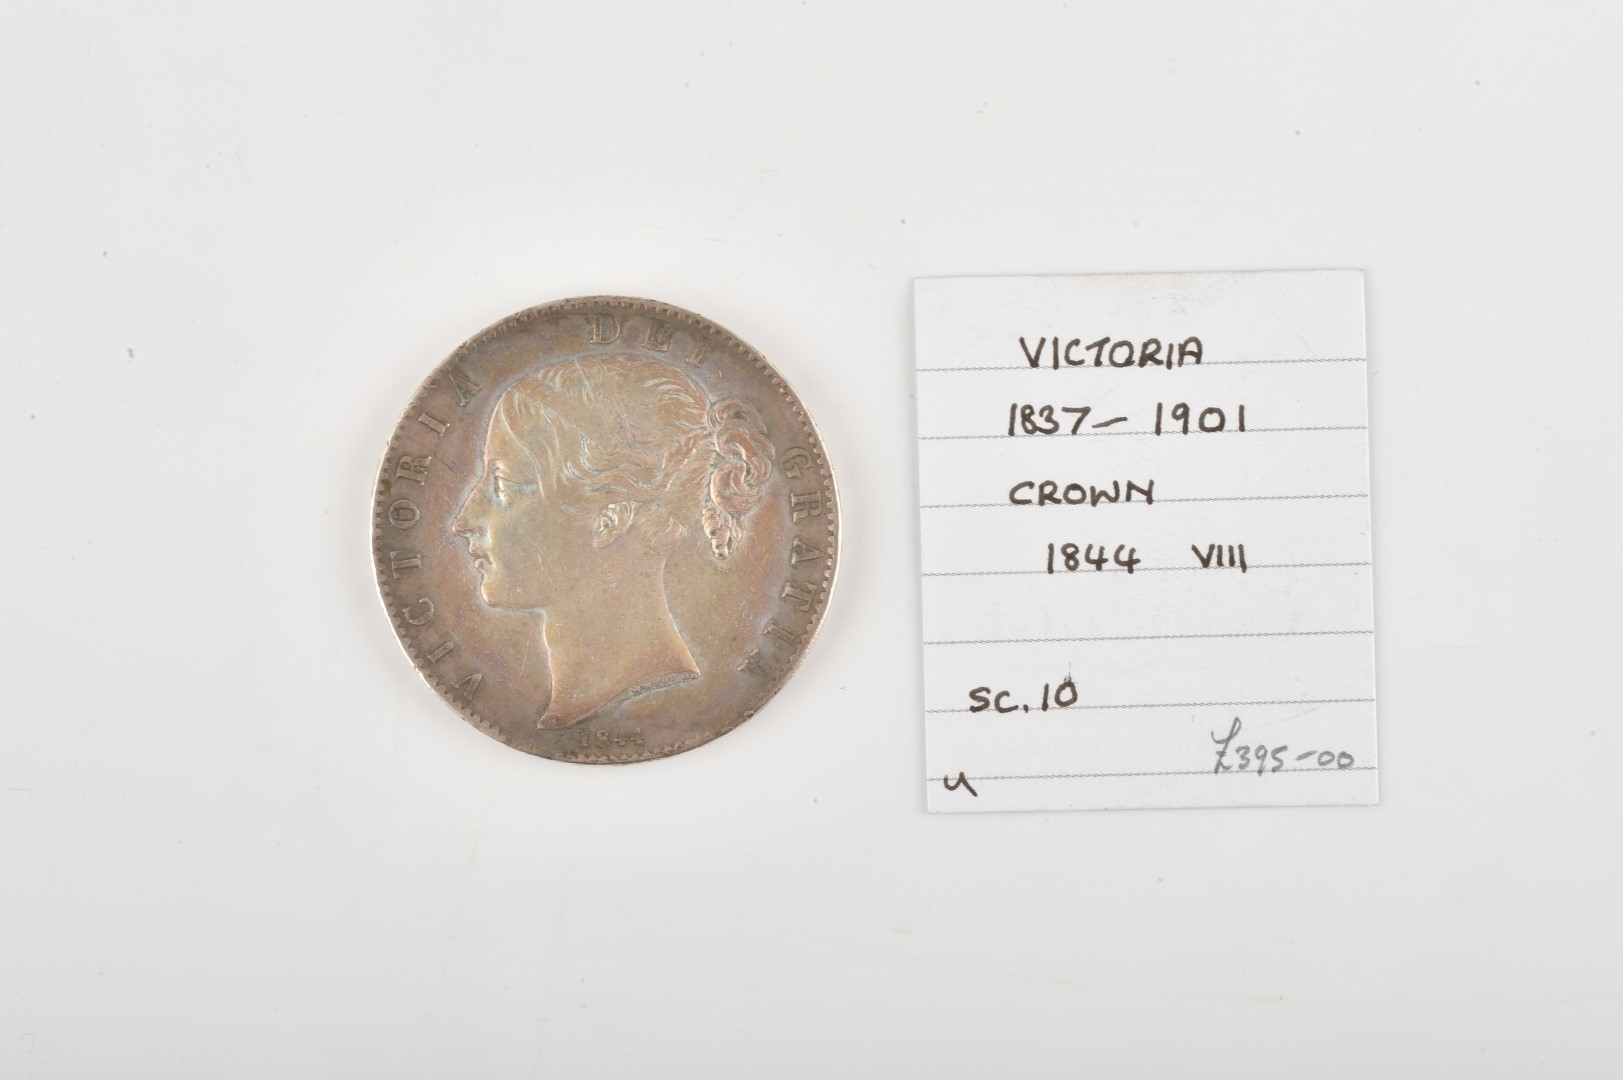 VICTORIA DEI GRATIA
1844
VICTORIA
1837-1901
CROWN
1844 VIII
SC.10
£395-00
u